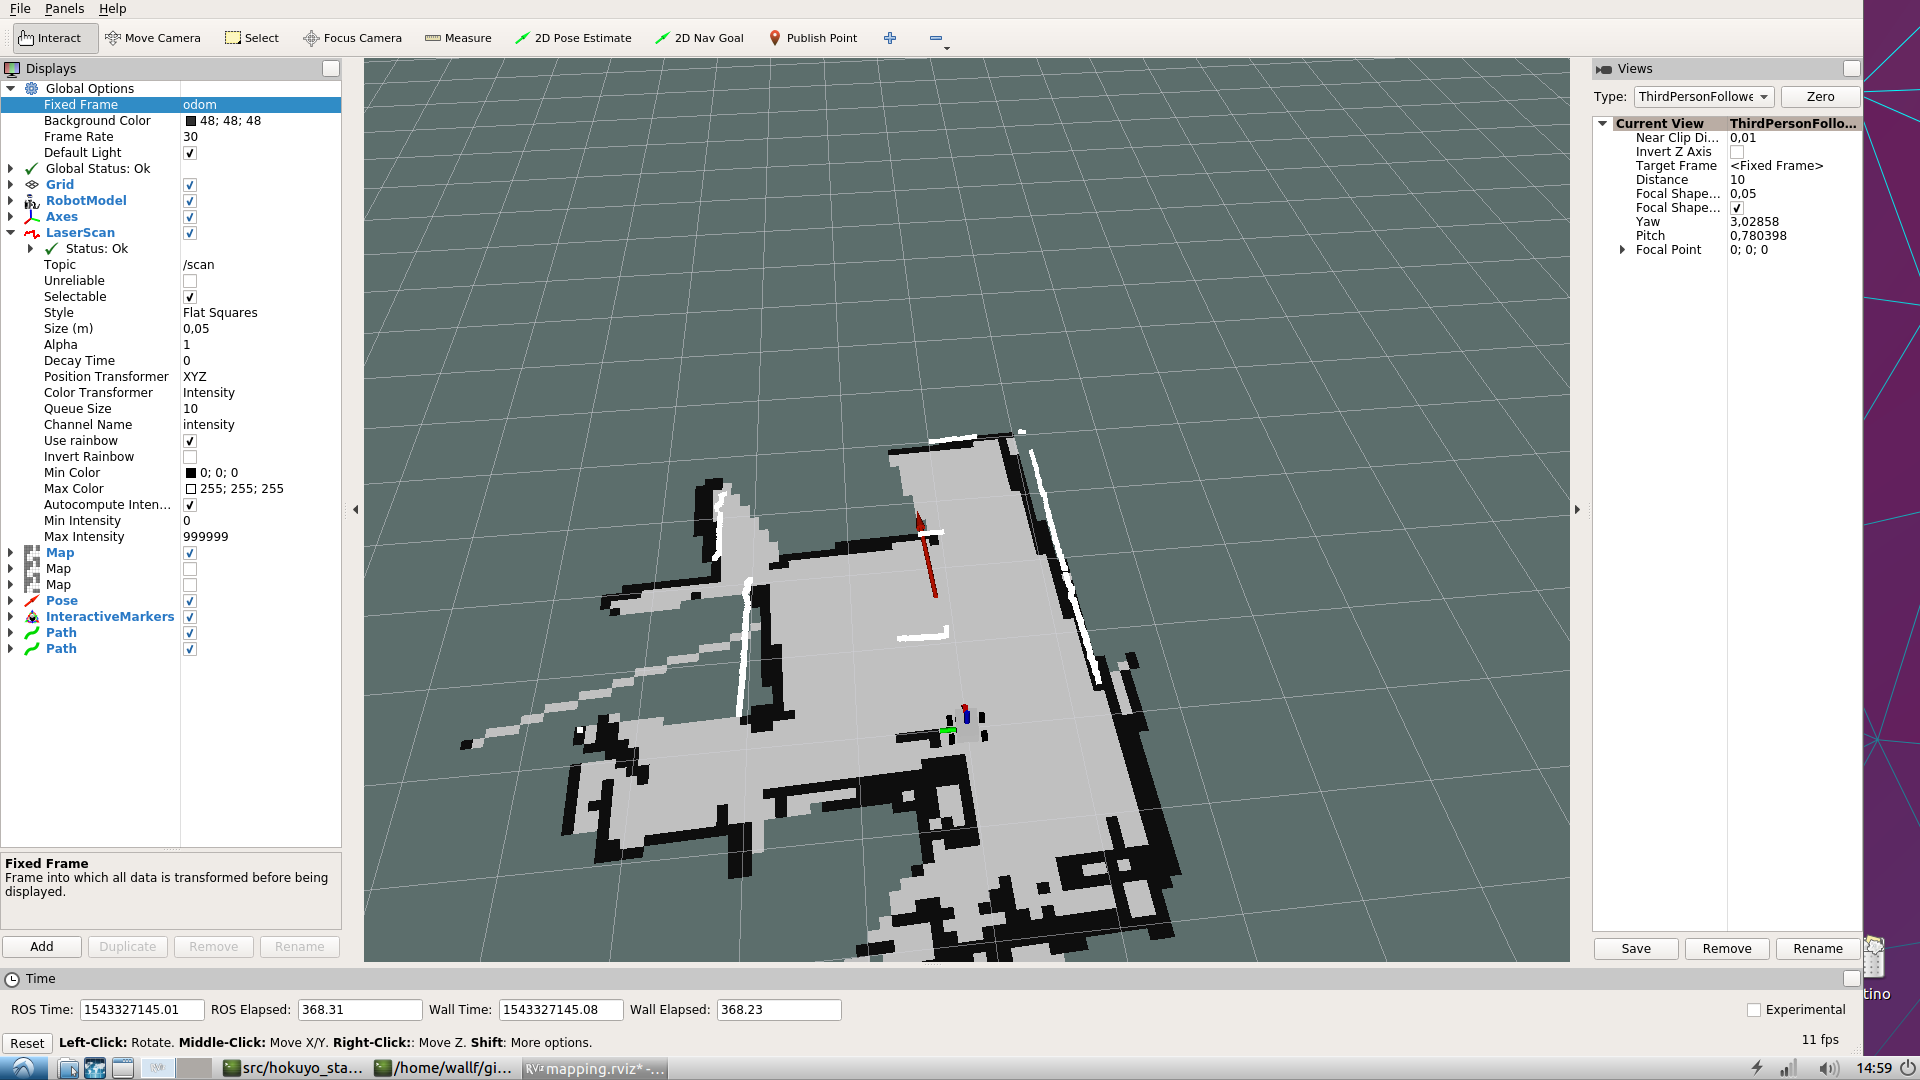 File Panels Help
Interact Move Camera Select Focus Camera Measure 2D Pose Estimate 2D Nav Goal Publish Point
Displays
Global Options
Fixed Frame odom
Background Color 48; 48; 48
Frame Rate 30
Default Light
Global Status: Ok
Grid
RobotModel
Axes
LaserScan
Status: Ok
Topic /scan
Unreliable
Selectable
Style Flat Squares
Size (m) 0,05
Alpha 1
Decay Time 0
Position Transformer XYZ
Color Transformer Intensity
Queue Size 10
Channel Name intensity
Use rainbow
Invert Rainbow
Min Color 0; 0; 0
Max Color 255; 255; 255
Autocompute Inten...
Min Intensity 0
Max Intensity 999999
Map
Map
Map
Pose
InteractiveMarkers
Path
Path
Fixed Frame
Frame into which all data is transformed before being
displayed.
Add Duplicate Remove Rename
Views
Type: ThirdPersonFollowe Zero
Current View ThirdPersonFollo...
Near Clip Di... 0,01
Invert Z Axis
Target Frame <Fixed Frame>
Distance 10
Focal Shape... 0,05
Focal Shape...
Yaw 3,02858
Pitch 0,780398
Focal Point 0; 0; 0
Save Remove Rename
tino
Time
ROS Time: 1543327145.01 ROS Elapsed: 368.31 Wall Time: 1543327145.08 Wall Elapsed: 368.23 Experimental
Reset Left-Click: Rotate. Middle-Click: Move X/Y. Right-Click:: Move Z. Shift: More options. 11 fps
src/hokuyo_sta... /home/wallf/gi... RViz mapping.rviz* -... 14:59